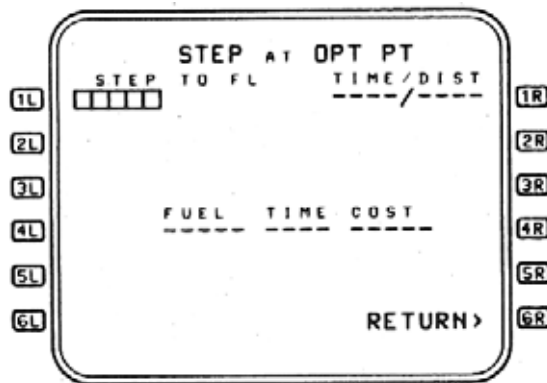 STEP AT OPT PT
STEP TO FL TIME/DIST
1L □□□□□ ----/---- 1R
2L 2R
3L 3R
FUEL TIME COST
4L ----- ---- ----- 4R
5L 5R
6L RETURN> 6R